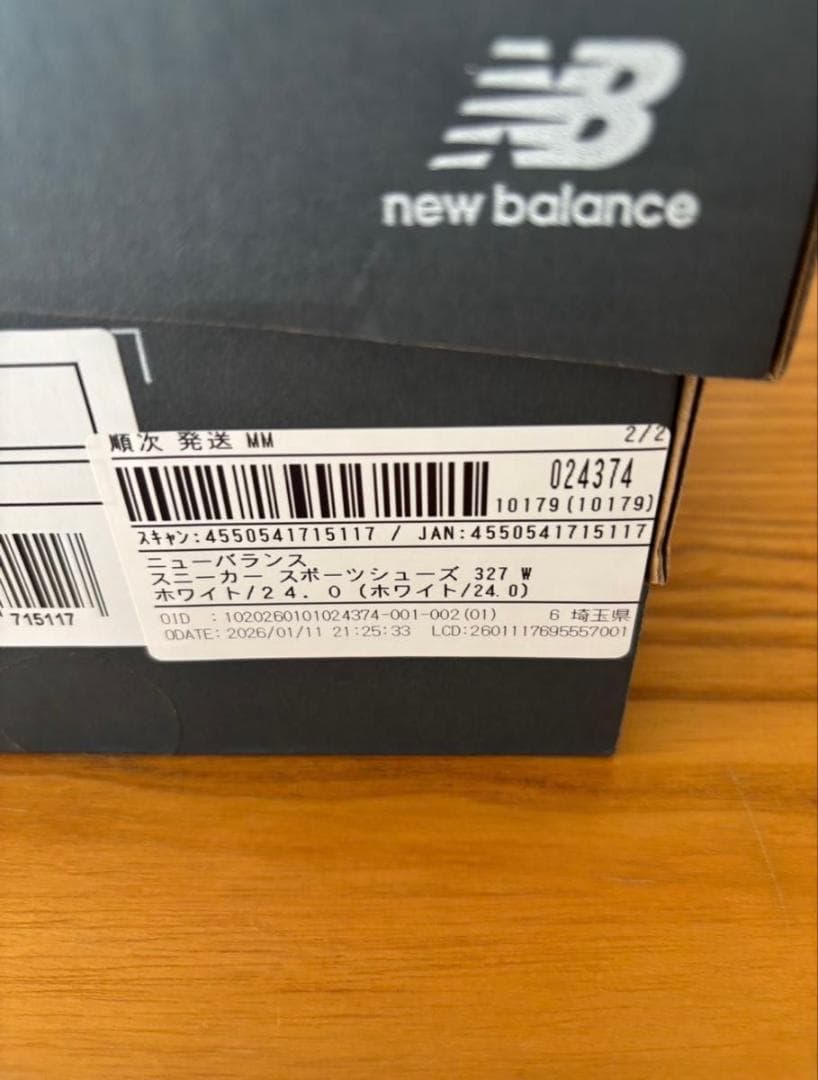 NB
new balance
順次 発送 MM 2/2
024374
10179(10179)
スキャン:4550541715117 / JAN:4550541715117
ニューバランス
スニーカー スポーツシューズ 327 W
ホワイト/24.0 (ホワイト/24.0)
OID :1020260101024374-001-002(01) 6 埼玉県
ODATE: 2026/01/11 21:25:33 LCD:2601117695557001
715117